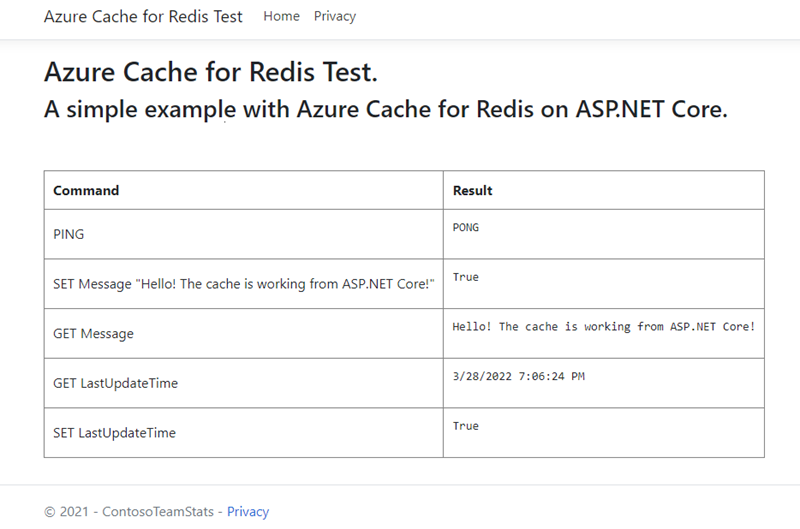 Azure Cache for Redis Test Home Privacy
Azure Cache for Redis Test.
A simple example with Azure Cache for Redis on ASP.NET Core.
Command Result
PING PONG
SET Message "Hello! The cache is working from ASP.NET Core!" True
GET Message Hello! The cache is working from ASP.NET Core!
GET LastUpdateTime 3/28/2022 7:06:24 PM
SET LastUpdateTime True
© 2021 - ContosoTeamStats - Privacy